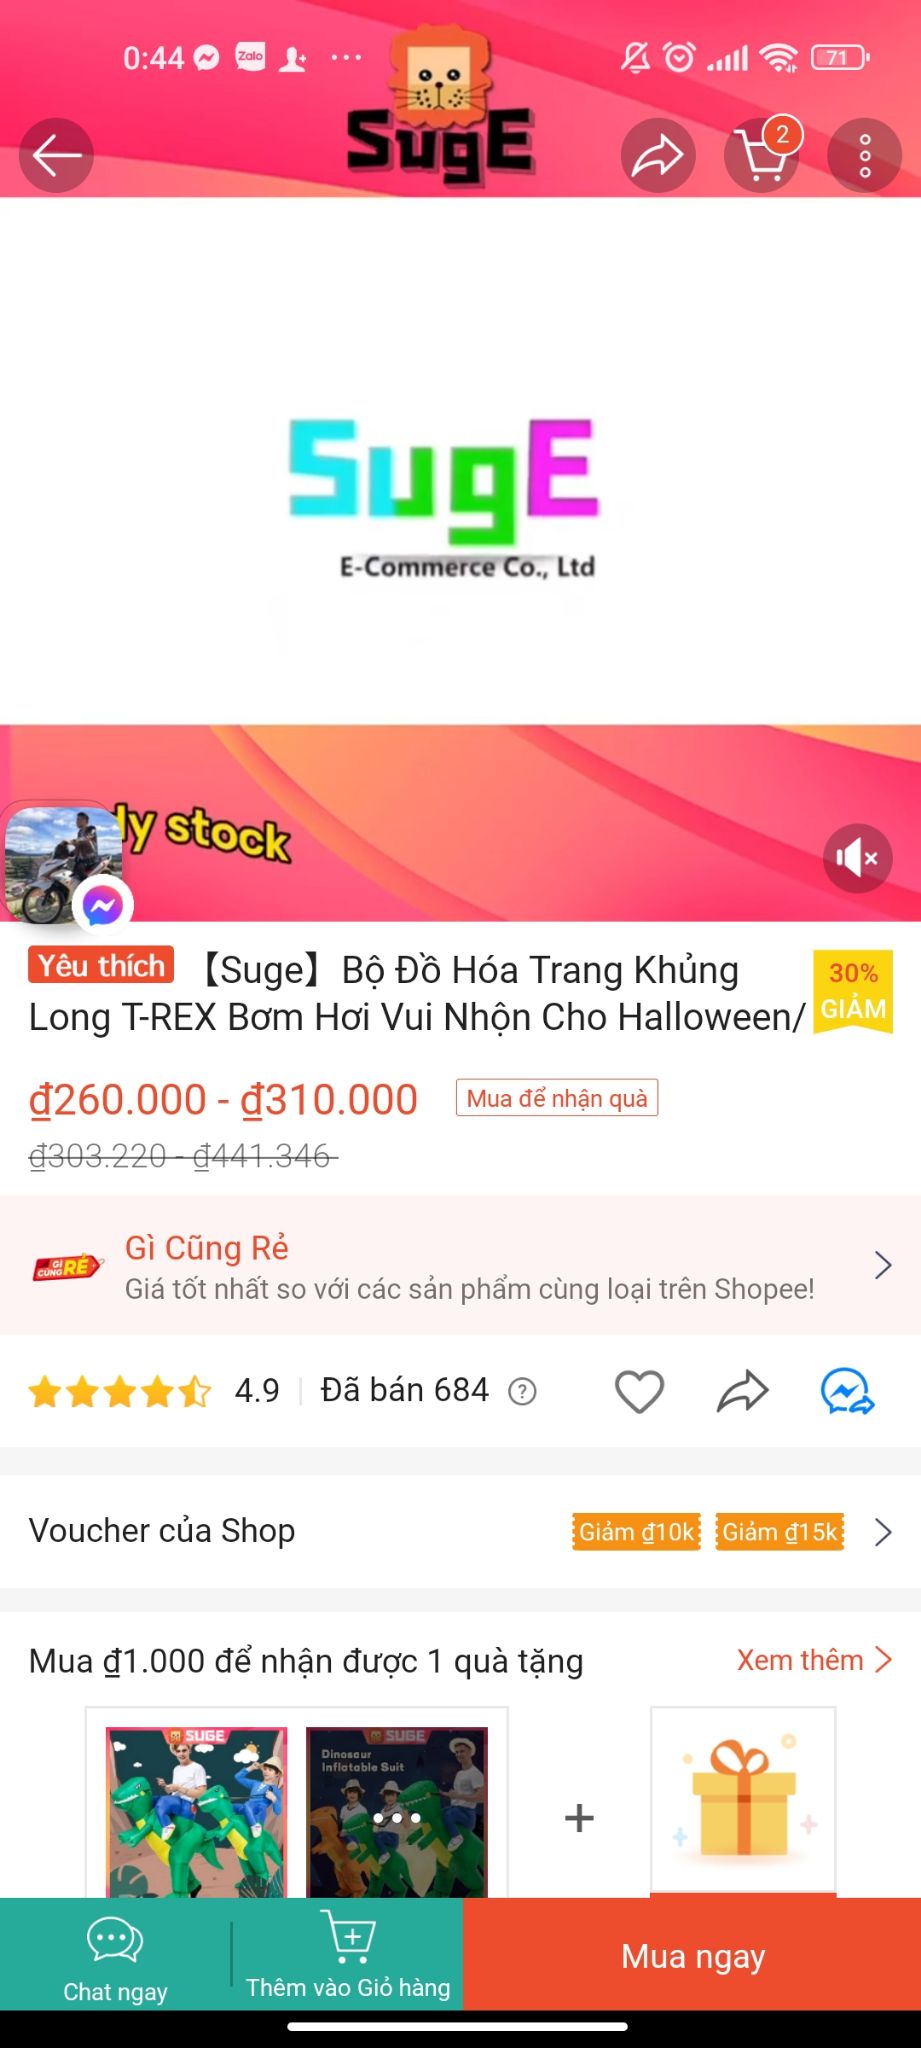 0:44
Zalo
71
SugE
2
SugE
E-Commerce Co., Ltd
dy stock
Yêu thích 【Suge】Bộ Đồ Hóa Trang Khủng
Long T-REX Bơm Hơi Vui Nhộn Cho Halloween/
30%
GIẢM
₫260.000 - ₫310.000
Mua để nhận quà
₫303.220 - ₫441.346
GÌ CŨNG RẺ
Gì Cũng Rẻ
Giá tốt nhất so với các sản phẩm cùng loại trên Shopee!
4.9
Đã bán 684
?
Voucher của Shop
Giảm ₫10k
Giảm ₫15k
Mua ₫1.000 để nhận được 1 quà tặng
Xem thêm
SUGE
SUGE
Dinosaur
Inflatable Suit
+
Chat ngay
Thêm vào Giỏ hàng
Mua ngay